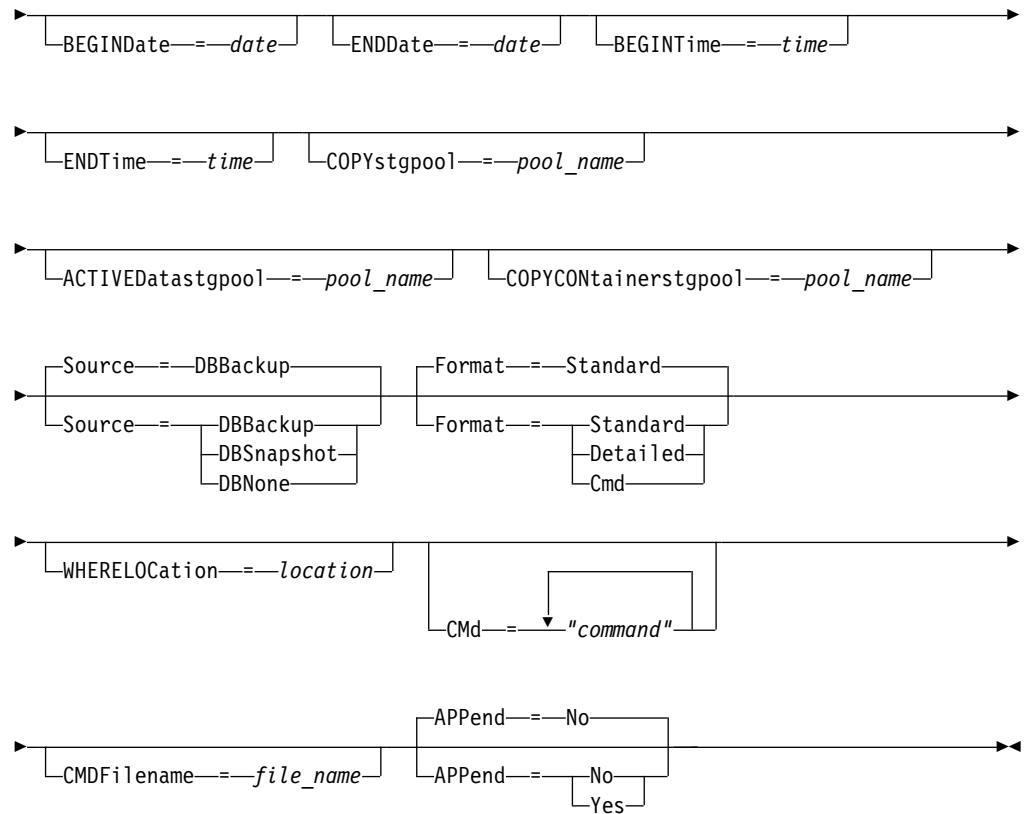 BEGINDate—=—date ENDDate—=—date BEGINTime—=—time
ENDTime—=—time COPYstgpool—=—pool_name
ACTIVEDatastgpool—=—pool_name COPYCONtainerstgpool—=—pool_name
Source—=—DBBackup Format—=—Standard
Source—=—DBBackup Format—=—Standard
DBSnapshot Detailed
DBNone Cmd
WHERELOCation—=—location
CMd—=—"command"
APPend—=—No
CMDFilename—=—file_name APPend—=—No
Yes